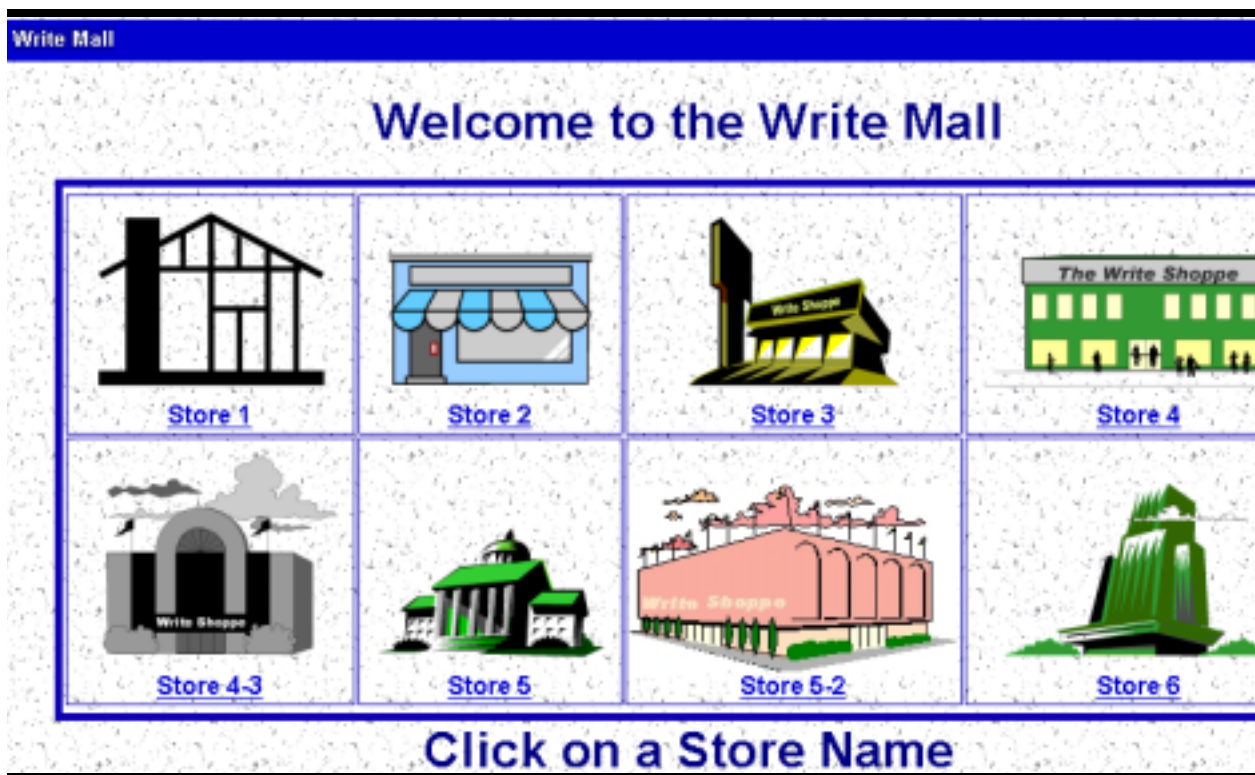 Write Mall
Welcome to the Write Mall
Write Shoppe
The Write Shoppe
Store 1
Store 2
Store 3
Store 4
Write Shoppe
Write Shoppe
Store 4-3
Store 5
Store 5-2
Store 6
Click on a Store Name